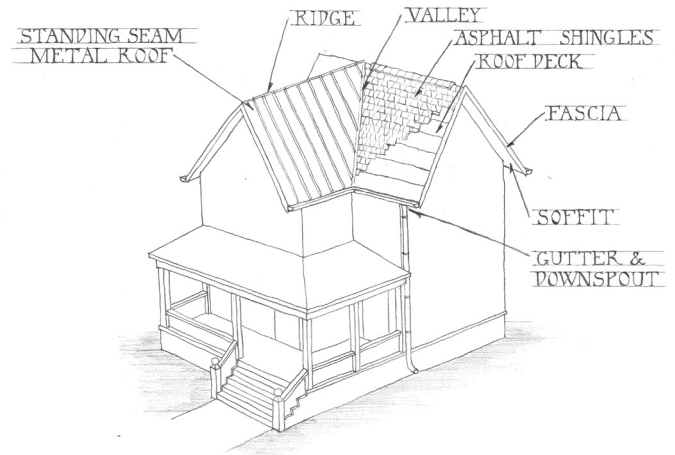 RIDGE
VALLEY
STANDING SEAM
METAL ROOF
ASPHALT SHINGLES
ROOF DECK
FASCIA
SOFFIT
GUTTER &
DOWNSPOUT